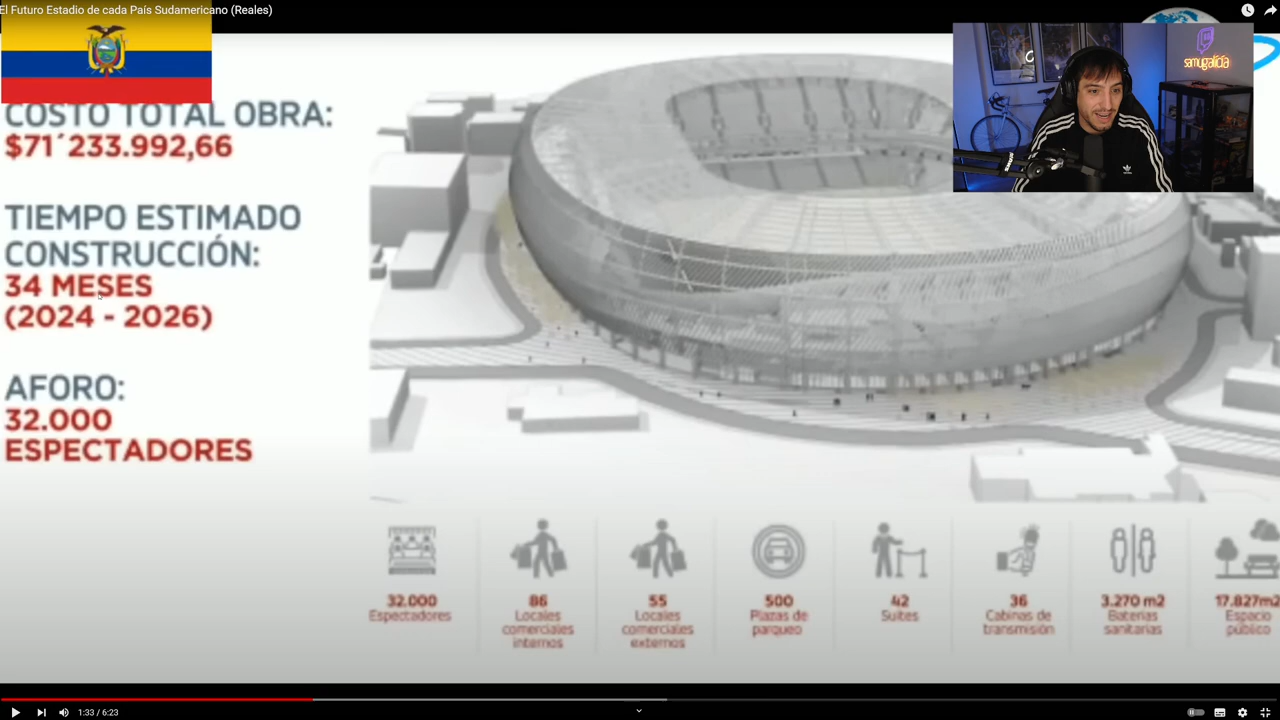 El Futuro Estadio de cada País Sudamericano (Reales)
samugalicia
COSTO TOTAL OBRA:
$71´233.992,66
TIEMPO ESTIMADO
CONSTRUCCIÓN:
34 MESES
(2024 - 2026)
AFORO:
32.000
ESPECTADORES
32.000
Espectadores
86
Locales
comerciales
internos
55
Locales
comerciales
externos
500
Plazas de
parqueo
42
Suites
36
Cabinas de
transmisión
3.270 m2
Baterias
sanitarias
17.827m2
Espacio
público
1:33 / 6:23